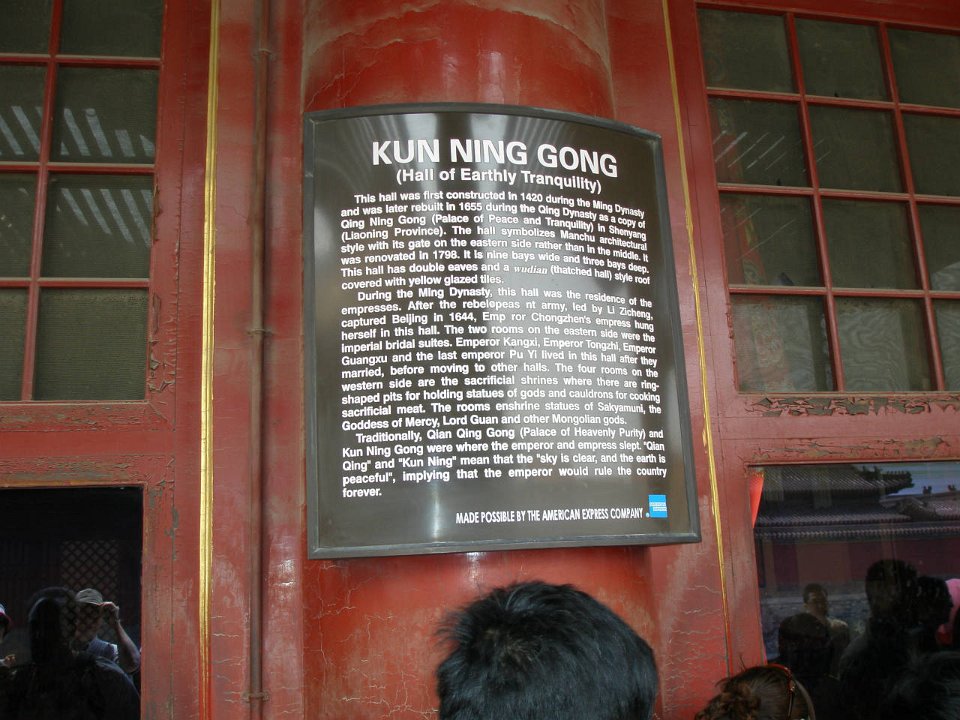 KUN NING GONG
(Hall of Earthly Tranquility)
This hall was first constructed in 1420 during the Ming Dynasty
and was later rebuilt in 1655 during the Qing Dynasty as a copy of
Qing Ning Gong (Palace of Peace and Tranquility) in Shenyang
(Liaoning Province). The hall symbolizes Manchu architectural
style with its gate on the eastern side rather than in the middle. It
was renovated in 1798. It is nine bays wide and three bays deep.
This hall has double eaves and a wudian (thatched hall) style roof
covered with yellow glazed tiles.
During the Ming Dynasty, this hall was the residence of the
empresses. After the rebeløpeas nt army, led by Li Zicheng,
captured Beijing in 1644, Emp ror Chongzhen's empress hung
herself in this hall. The two rooms on the eastern side were the
imperial bridal suites. Emperor Kangxi, Emperor Tongzhi, Emperor
Guangxu and the last emperor Pu Yi lived in this hall after they
married, before moving to other halls. The four rooms on the
western side are the sacrificial shrines where there are ring-
shaped pits for holding statues of gods and cauldrons for cooking
sacrificial meat. The rooms enshrine statues of Sakyamuni, the
Goddess of Mercy, Lord Guan and other Mongolian gods.
Traditionally, Qian Qing Gong (Palace of Heavenly Purity) and
Kun Ning Gong were where the emperor and empress slept. "Qian
Qing" and "Kun Ning" mean that the "sky is clear, and the earth is
peaceful", implying that the emperor would rule the country
forever.
MADE POSSIBLE BY THE AMERICAN EXPRESS COMPANY